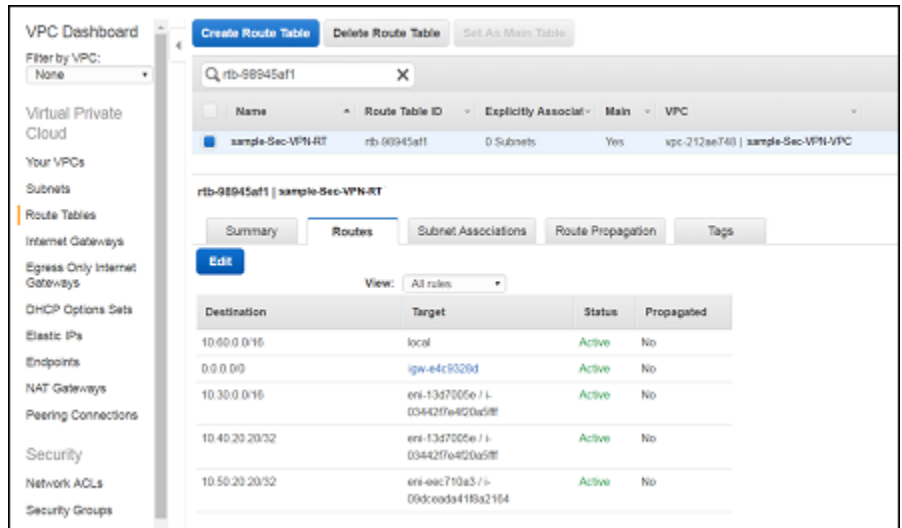 VPC Dashboard
Filter by VPC:
None
Virtual Private
Cloud
Your VPCs
Subnets
Route Tables
Internet Gateways
Egress Only Internet
Gateways
DHCP Options Sets
Elastic IPs
Endpoints
NAT Gateways
Peering Connections
Security
Network ACLs
Security Groups
Create Route Table Delete Route Table Set As Main Table
rtb-98945af1
Name Route Table ID Explicitly Associat Main VPC
sample-Sec-VPN-RT rtb-98945af1 0 Subnets Yes vpc-212ae748 | sample-Sec-VPN-VPC
rtb-98945af1 | sample-Sec-VPN-RT
Summary Routes Subnet Associations Route Propagation Tags
Edit
View: All rules
Destination Target Status Propagated
10.60.0.0/16 local Active No
0.0.0.0/0 igw-e4c9328d Active No
10.30.0.0/16 eni-13d7005e / i- Active No
03442f7e4f20a5fff
10.40.20.20/32 eni-13d7005e / i- Active No
03442f7e4f20a5fff
10.50.20.20/32 eni-eec710a3 / i- Active No
09dceada41f8a2164